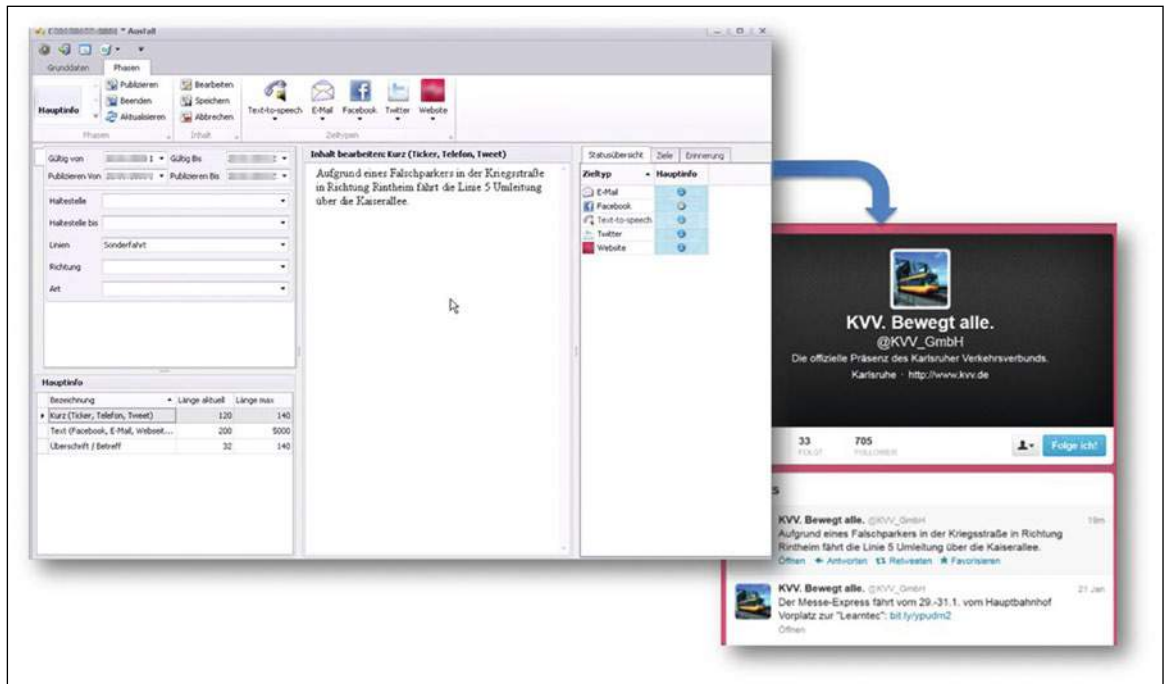 * Ausfall
Grunddaten Phasen
Hauptinfo
Publizieren
Beenden
Aktualisieren
Phasen
Bearbeiten
Speichern
Abbrechen
Inhalt
Text-to-speech E-Mail Facebook Twitter Website
Zieltypen
Gültig von Gültig Bis
Publizieren Von Publizieren Bis
Haltestelle
Haltestelle bis
Linien Sonderfahrt
Richtung
Art
Hauptinfo
Bezeichnung Länge aktuell Länge max
Kurz (Ticker, Telefon, Tweet) 120 140
Text (Facebook, E-Mail, Webseit... 200 5000
Überschrift / Betreff 32 140
Inhalt bearbeiten: Kurz (Ticker, Telefon, Tweet)
Aufgrund eines Falschparkers in der Kriegsstraße
in Richtung Rintheim fährt die Linie 5 Umleitung
über die Kaiserallee.
Statusübersicht Ziele Erinnerung
Zieltyp Hauptinfo
E-Mail
Facebook
Text-to-speech
Twitter
Website
KVV. Bewegt alle.
@KVV_GmbH
Die offizielle Präsenz des Karlsruher Verkehrsverbunds.
Karlsruhe · http://www.kvv.de
33 705
FOLGT FOLLOWER
Folge ich!
s
KVV. Bewegt alle. @KVV_GmbH 19m
Aufgrund eines Falschparkers in der Kriegsstraße in Richtung
Rintheim fährt die Linie 5 Umleitung über die Kaiserallee.
Öffnen Antworten Retweeten Favorisieren
KVV. Bewegt alle. @KVV_GmbH 21 Jan
Der Messe-Express fährt vom 29.-31.1. vom Hauptbahnhof
Vorplatz zur "Learntec": bit.ly/ypudm2
Öffnen